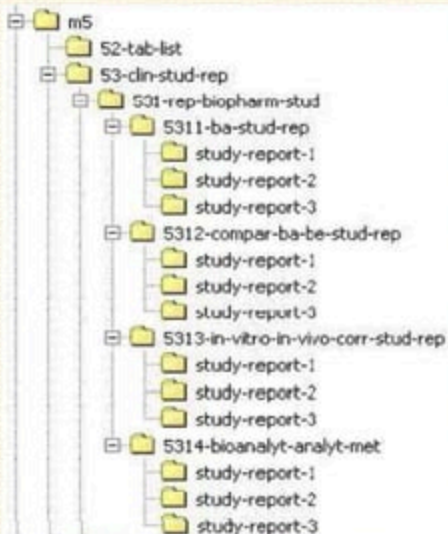 m5
52-tab-list
53-clin-stud-rep
531-rep-biopharm-stud
5311-ba-stud-rep
study-report-1
study-report-2
study-report-3
5312-compar-ba-be-stud-rep
study-report-1
study-report-2
study-report-3
5313-in-vitro-in-vivo-corr-stud-rep
study-report-1
study-report-2
study-report-3
5314-bioanalyt-analyt-met
study-report-1
study-report-2
study-report-3